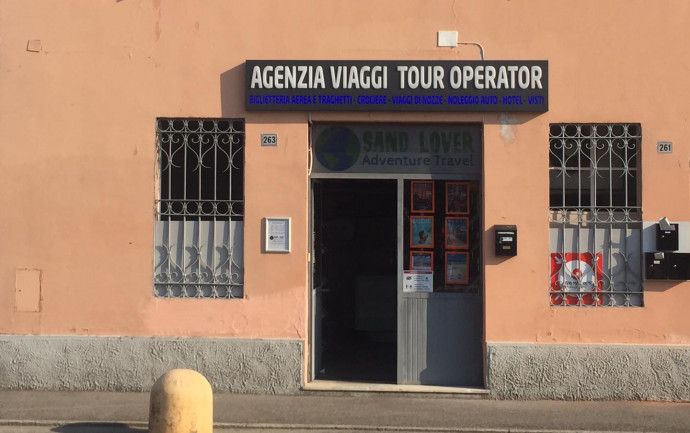 AGENZIA VIAGGI TOUR OPERATOR
BIGLIETTERIA AEREA E TRAGHETTI - CROCIERE - VIAGGI DI NOZZE - NOLEGGIO AUTO - HOTEL - VISTI
263
SAND LOVER
Adventure Travel
261